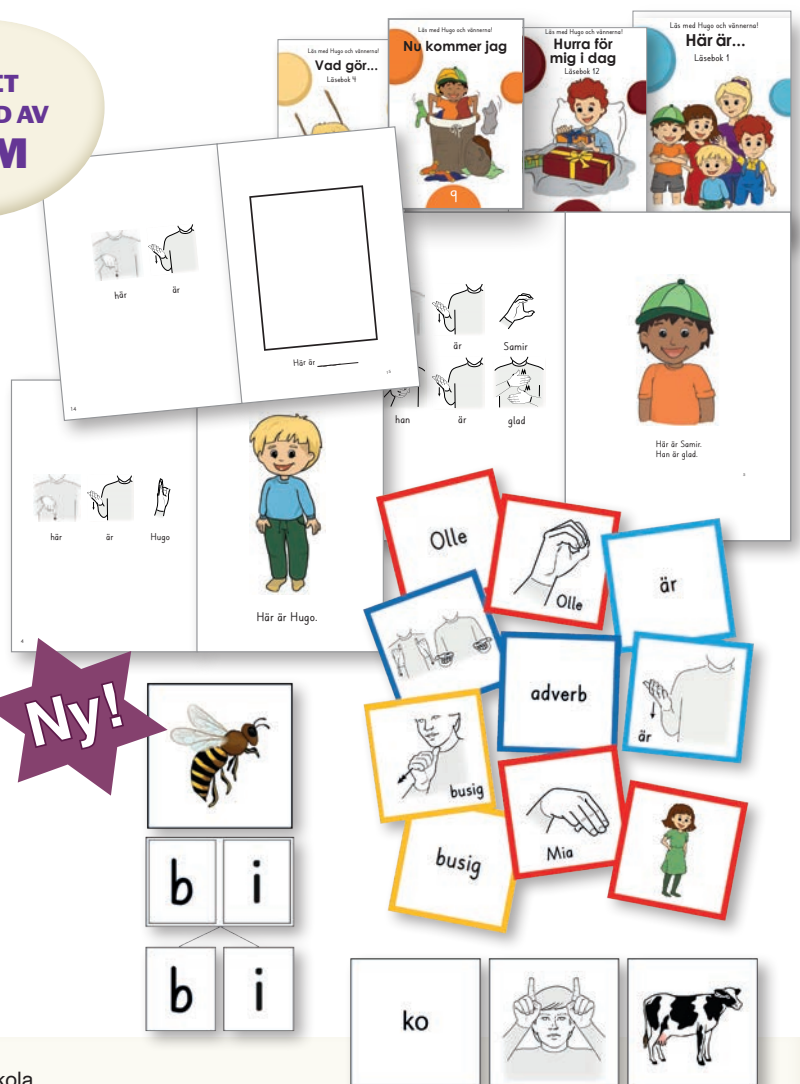 AV
M
Läs med Hugo och vännerna!
Vad gör...
Läsebok 9
Läs med Hugo och vännerna!
Nu kommer jag
9
Läs med Hugo och vännerna!
Hurra för
mig i dag
Läsebok 12
Läs med Hugo och vännerna!
Här är...
Läsebok 1
här är
Här är
14
är Samir
han är glad
Här är Samir.
Han är glad.
här är Hugo
4
Här är Hugo.
Olle
Olle
är
adverb
är
busig
Mia
busig
Ny!
b i
b i
ko